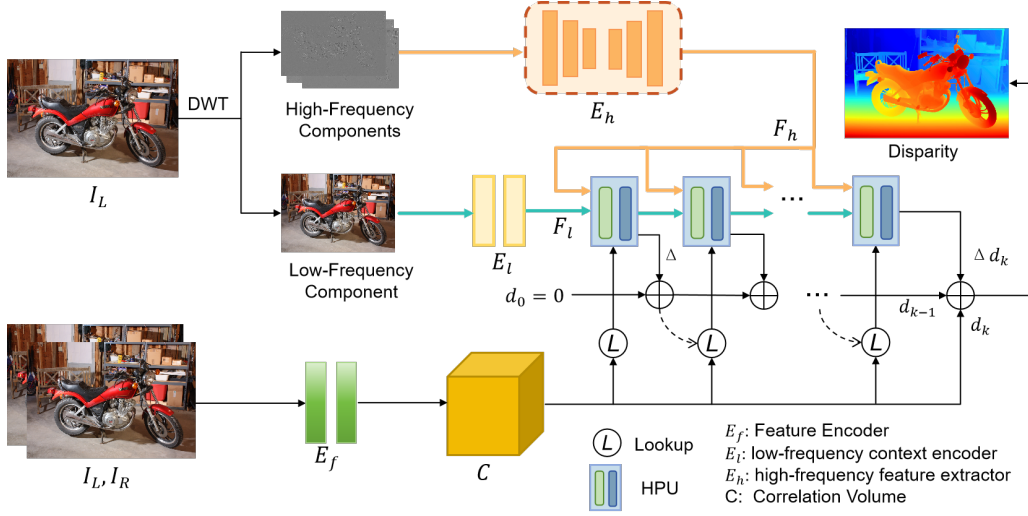 DWT
I_L
High-Frequency
Components
E_h
F_h
Disparity
Low-Frequency
Component
E_l
F_l
Δ
...
Δ d_k
d_0 = 0
...
d_{k-1}
d_k
L
L
L
I_L, I_R
E_f
C
L Lookup
HPU
E_f: Feature Encoder
E_l: low-frequency context encoder
E_h: high-frequency feature extractor
C: Correlation Volume